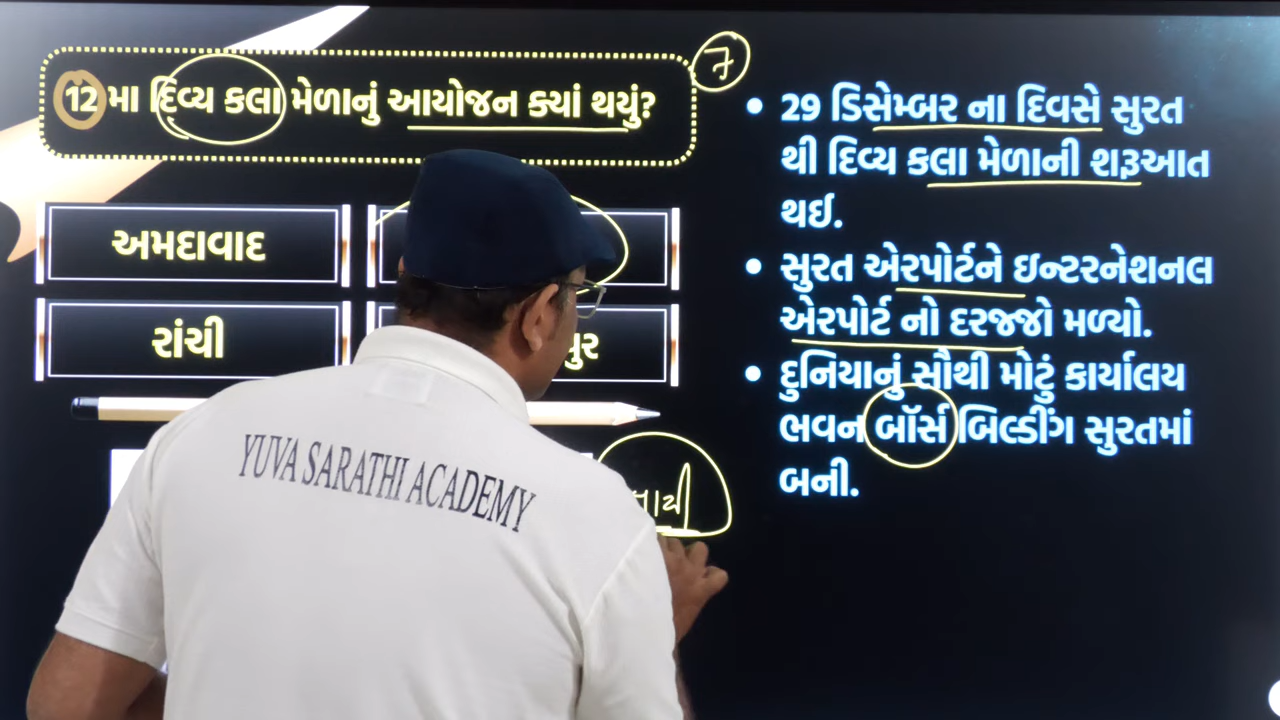 12 મા દિવ્ય કલા મેળાનું આયોજન ક્યાં થયું?
7
અમદાવાદ
રાંચી
YUVA SARATHI ACADEMY
• 29 ડિસેમ્બર ના દિવસે સુરત
થી દિવ્ય કલા મેળાની શરૂઆત
થઈ.
• સુરત એરપોર્ટને ઇન્ટરનેશનલ
એરપોર્ટ નો દરજ્જો મળ્યો.
• દુનિયાનું સૌથી મોટું કાર્યાલય
ભવન બૉર્સ બિલ્ડીંગ સુરતમાં
બની.